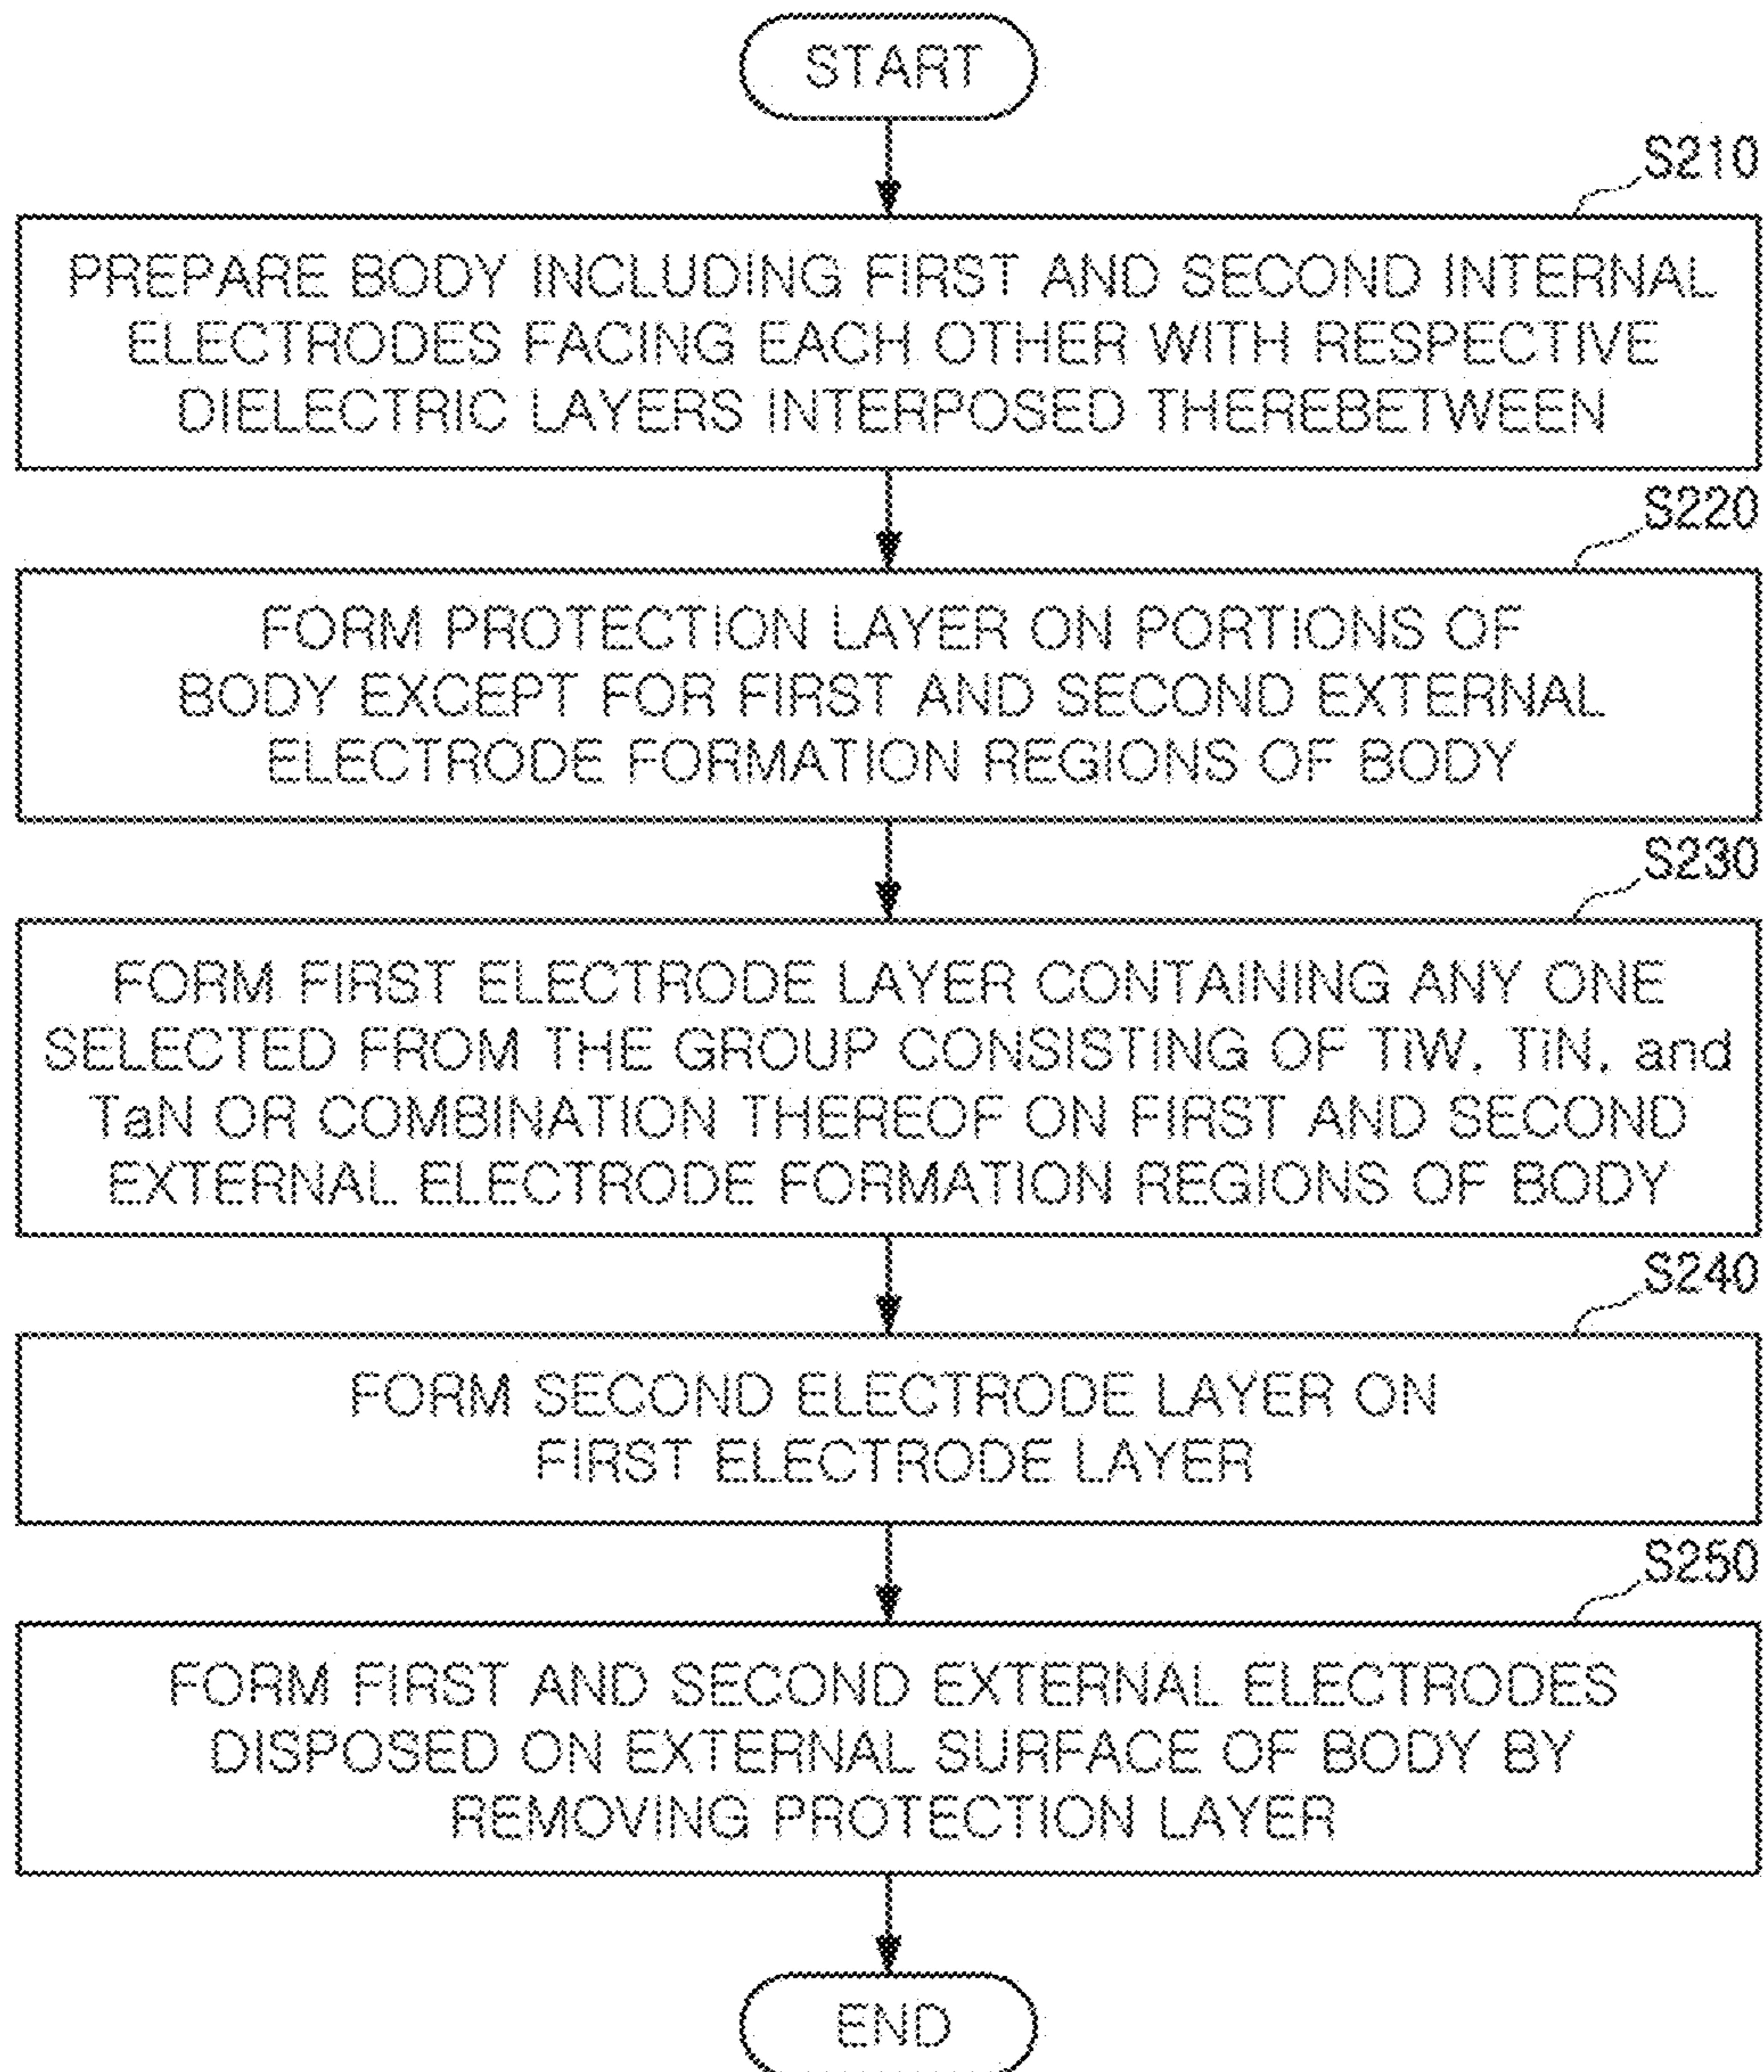 START
S210
PREPARE BODY INCLUDING FIRST AND SECOND INTERNAL
ELECTRODES FACING EACH OTHER WITH RESPECTIVE
DIELECTRIC LAYERS INTERPOSED THEREBETWEEN
S220
FORM PROTECTION LAYER ON PORTIONS OF
BODY EXCEPT FOR FIRST AND SECOND EXTERNAL
ELECTRODE FORMATION REGIONS OF BODY
S230
FORM FIRST ELECTRODE LAYER CONTAINING ANY ONE
SELECTED FROM THE GROUP CONSISTING OF TiW, TiN, and
TaN OR COMBINATION THEREOF ON FIRST AND SECOND
EXTERNAL ELECTRODE FORMATION REGIONS OF BODY
S240
FORM SECOND ELECTRODE LAYER ON
FIRST ELECTRODE LAYER
S250
FORM FIRST AND SECOND EXTERNAL ELECTRODES
DISPOSED ON EXTERNAL SURFACE OF BODY BY
REMOVING PROTECTION LAYER
END